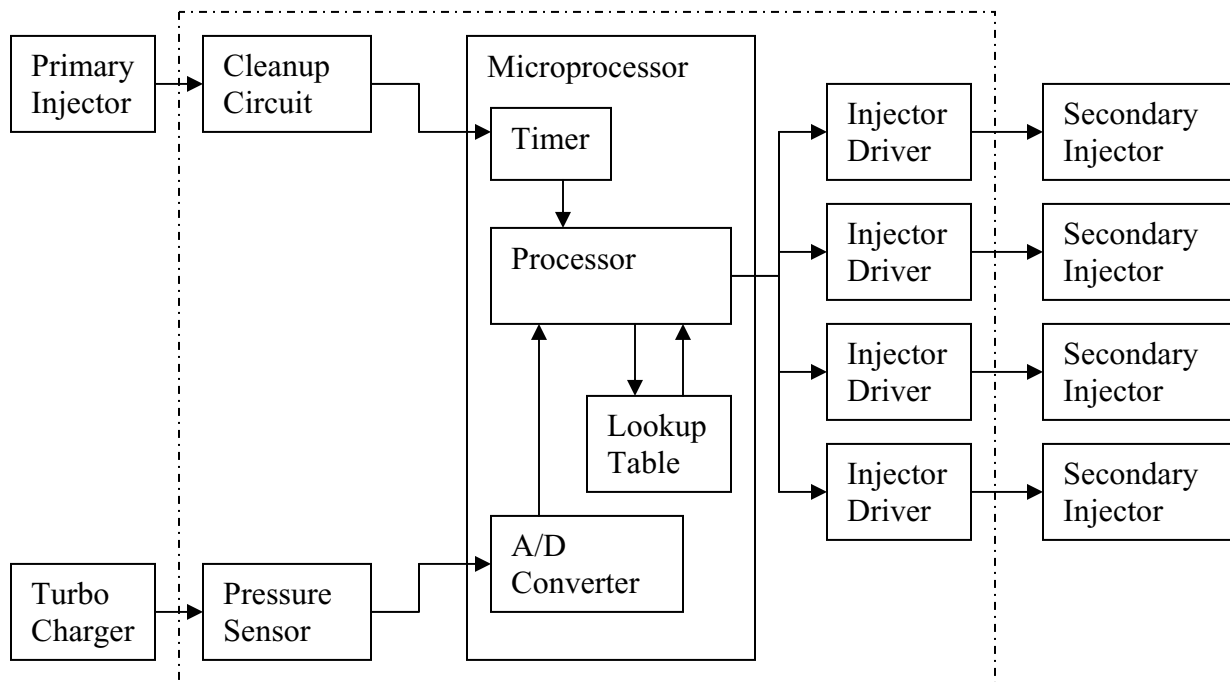 Primary
Injector
Cleanup
Circuit
Microprocessor
Timer
Processor
Lookup
Table
A/D
Converter
Turbo
Charger
Pressure
Sensor
Injector
Driver
Secondary
Injector
Injector
Driver
Secondary
Injector
Injector
Driver
Secondary
Injector
Injector
Driver
Secondary
Injector